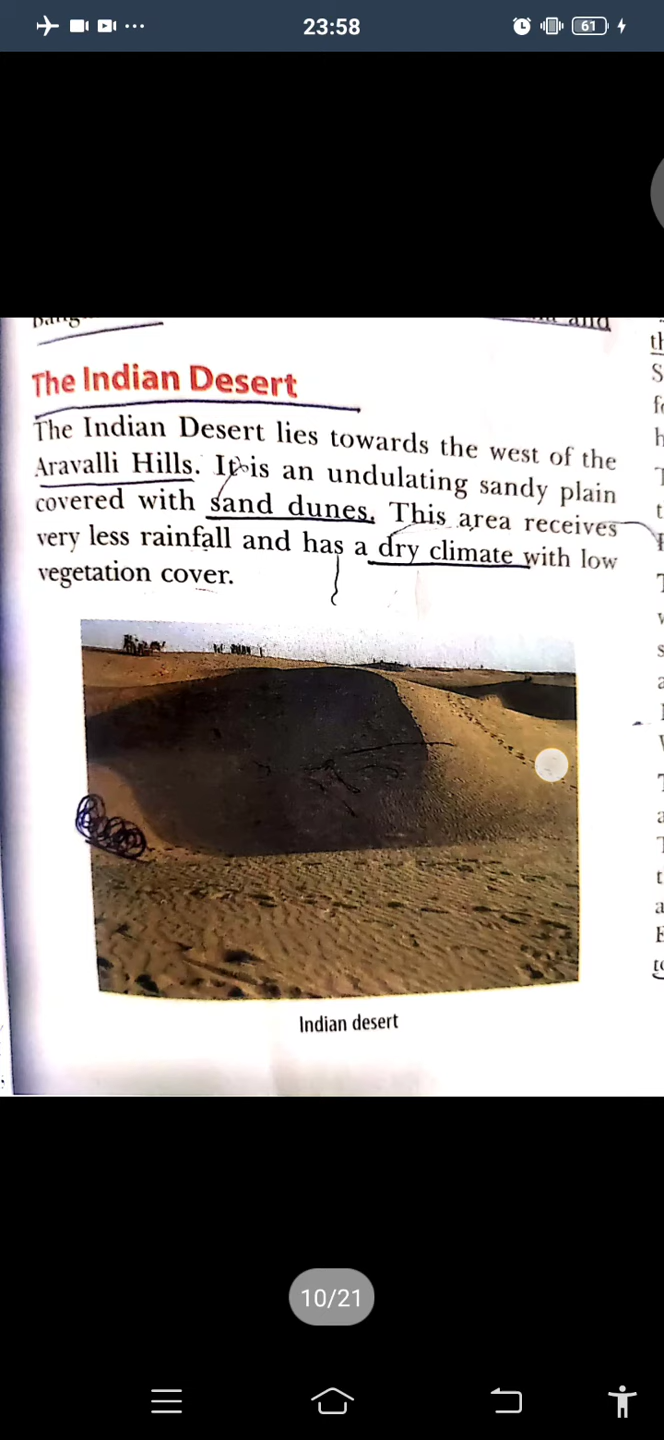 23:58
61
and
The Indian Desert
The Indian Desert lies towards the west of the
Aravalli Hills. It is an undulating sandy plain
covered with sand dunes. This area receives
very less rainfall and has a dry climate with low
vegetation cover.
Indian desert
10/21